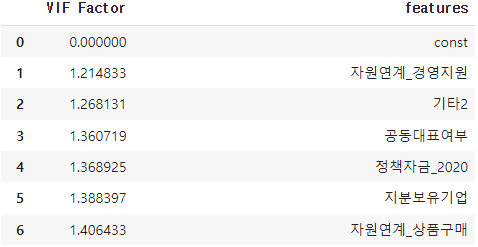 VIF Factor features
0 0.000000 const
1 1.214833 자원연계_경영지원
2 1.268131 기타2
3 1.360719 공동대표여부
4 1.368925 정책자금_2020
5 1.388397 지분보유기업
6 1.406433 자원연계_상품구매